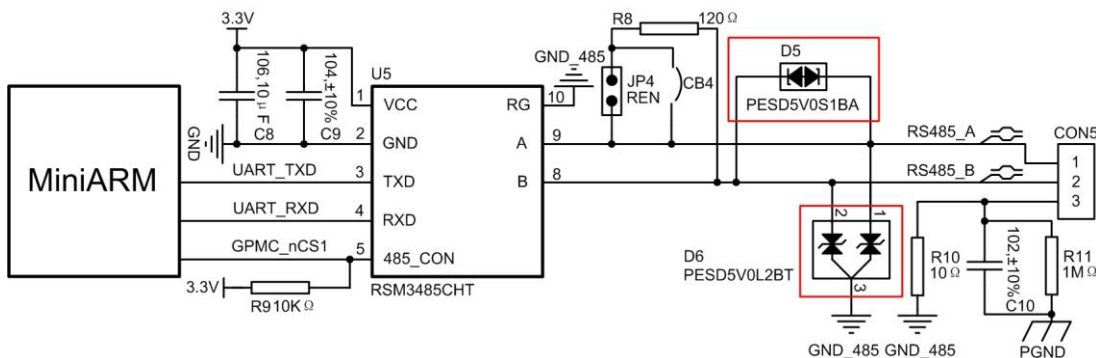 3.3V
106,10μF
C8
104,±10%
C9
GND
MiniARM
UART_TXD
UART_RXD
GPMC_nCS1
3.3V
R910KΩ
U5
1
VCC
2
GND
3
TXD
4
RXD
5
485_CON
RSM3485CHT
RG
10
A
9
B
8
GND_485
R8
120Ω
JP4
REN
CB4
D5
PESD5V0S1BA
RS485_A
RS485_B
CON5
1
2
3
D6
PESD5V0L2BT
2
1
3
GND_485
R10
10Ω
GND_485
102,±10%
C10
R11
1MΩ
PGND